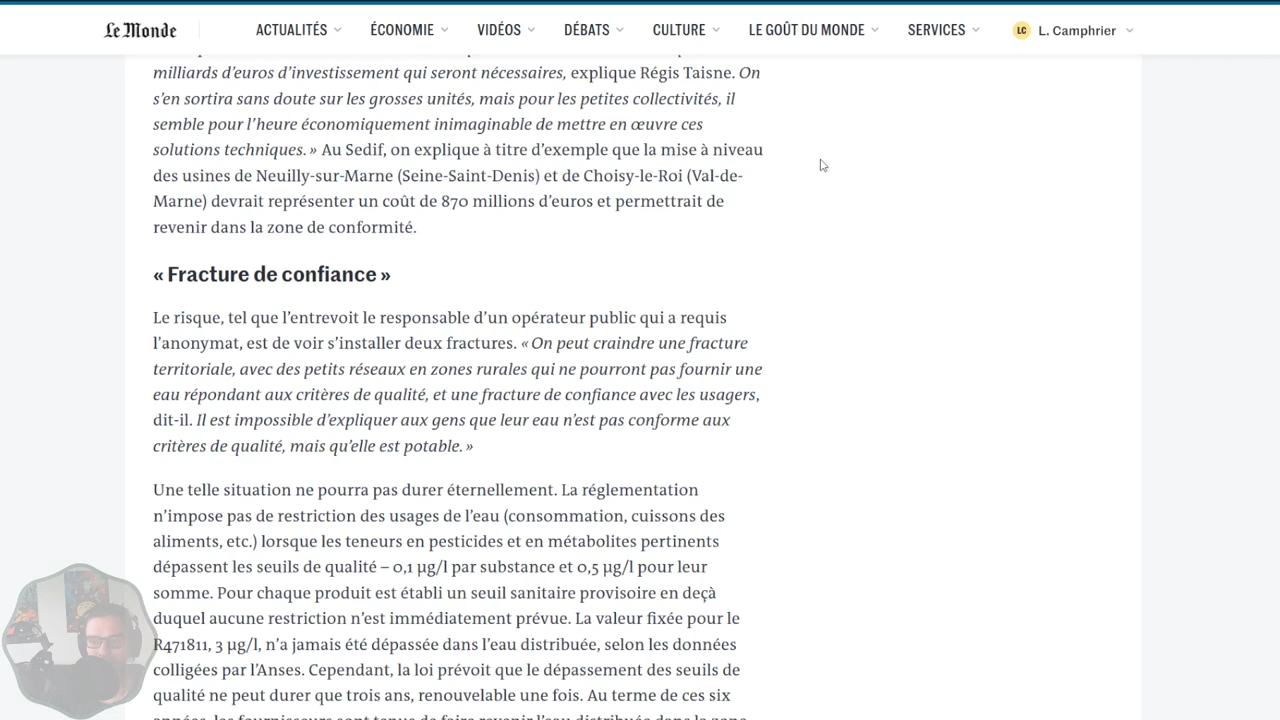 Le Monde
ACTUALITÉS
ÉCONOMIE
VIDÉOS
DÉBATS
CULTURE
LE GOÛT DU MONDE
SERVICES
LC
L. Camphrier
milliards d’euros d’investissement qui seront nécessaires, explique Régis Taisne. On
s’en sortira sans doute sur les grosses unités, mais pour les petites collectivités, il
semble pour l’heure économiquement inimaginable de mettre en œuvre ces
solutions techniques. » Au Sedif, on explique à titre d’exemple que la mise à niveau
des usines de Neuilly-sur-Marne (Seine-Saint-Denis) et de Choisy-le-Roi (Val-de-
Marne) devrait représenter un coût de 870 millions d’euros et permettrait de
revenir dans la zone de conformité.
« Fracture de confiance »
Le risque, tel que l’entrevoit le responsable d’un opérateur public qui a requis
l’anonymat, est de voir s’installer deux fractures. « On peut craindre une fracture
territoriale, avec des petits réseaux en zones rurales qui ne pourront pas fournir une
eau répondant aux critères de qualité, et une fracture de confiance avec les usagers,
dit-il. Il est impossible d’expliquer aux gens que leur eau n’est pas conforme aux
critères de qualité, mais qu’elle est potable. »
Une telle situation ne pourra pas durer éternellement. La réglementation
n’impose pas de restriction des usages de l’eau (consommation, cuissons des
aliments, etc.) lorsque les teneurs en pesticides et en métabolites pertinents
dépassent les seuils de qualité – 0,1 µg/l par substance et 0,5 µg/l pour leur
somme. Pour chaque produit est établi un seuil sanitaire provisoire en deçà
duquel aucune restriction n’est immédiatement prévue. La valeur fixée pour le
R471811, 3 µg/l, n’a jamais été dépassée dans l’eau distribuée, selon les données
colligées par l’Anses. Cependant, la loi prévoit que le dépassement des seuils de
qualité ne peut durer que trois ans, renouvelable une fois. Au terme de ces six
années, les fournisseurs sont tenus de faire revenir l’eau distribuée dans la zone